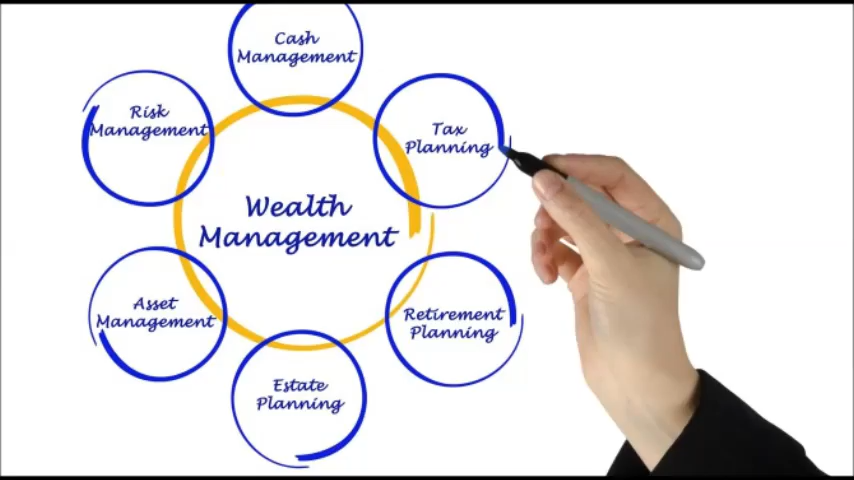 Cash
Management
Risk
Management
Tax
Planning
Wealth
Management
Asset
Management
Retirement
Planning
Estate
Planning